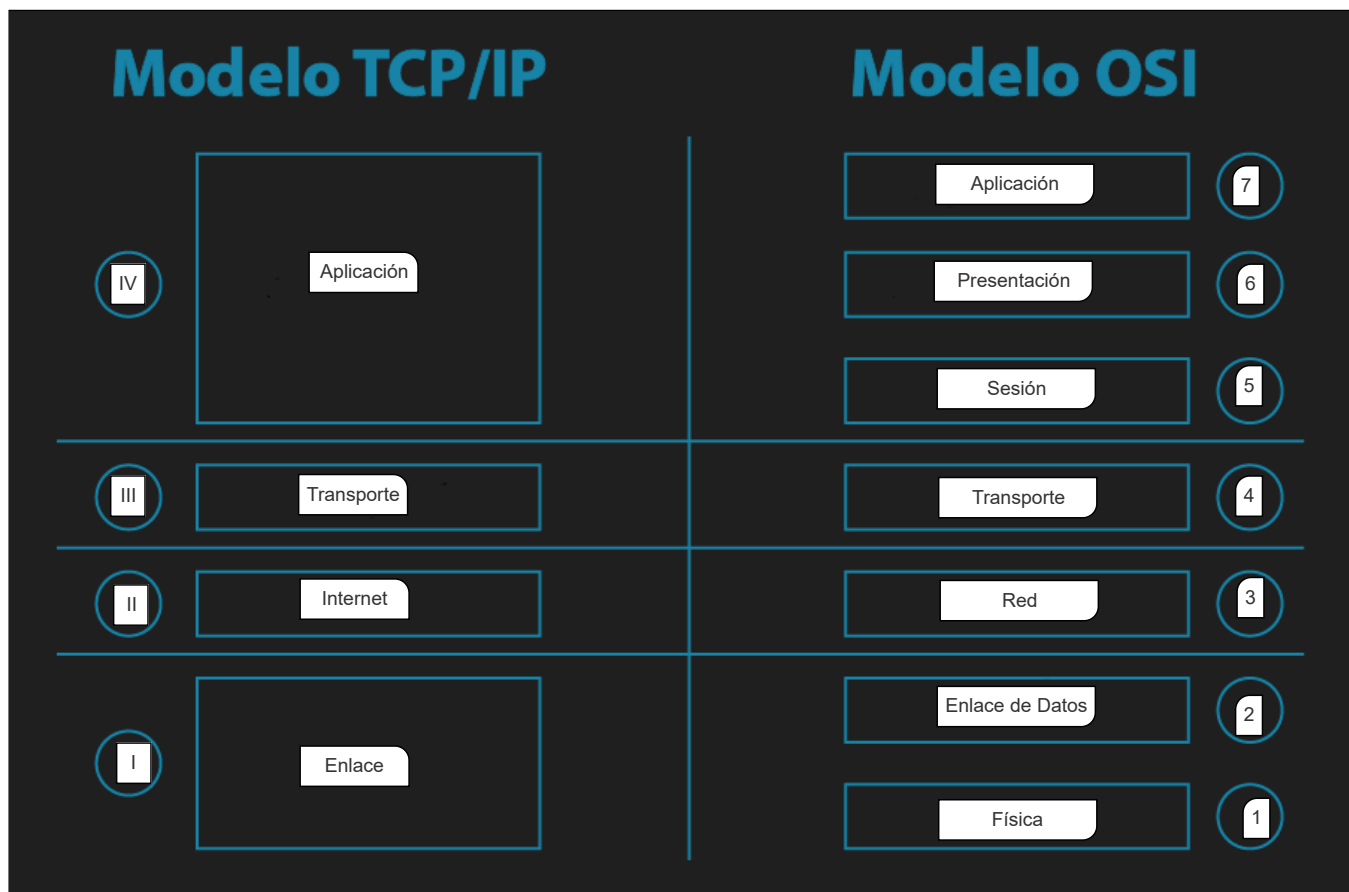 Modelo TCP/IP
Modelo OSI
IV
Aplicación
Aplicación
7
Presentación
6
Sesión
5
III
Transporte
Transporte
4
II
Internet
Red
3
I
Enlace
Enlace de Datos
2
Física
1